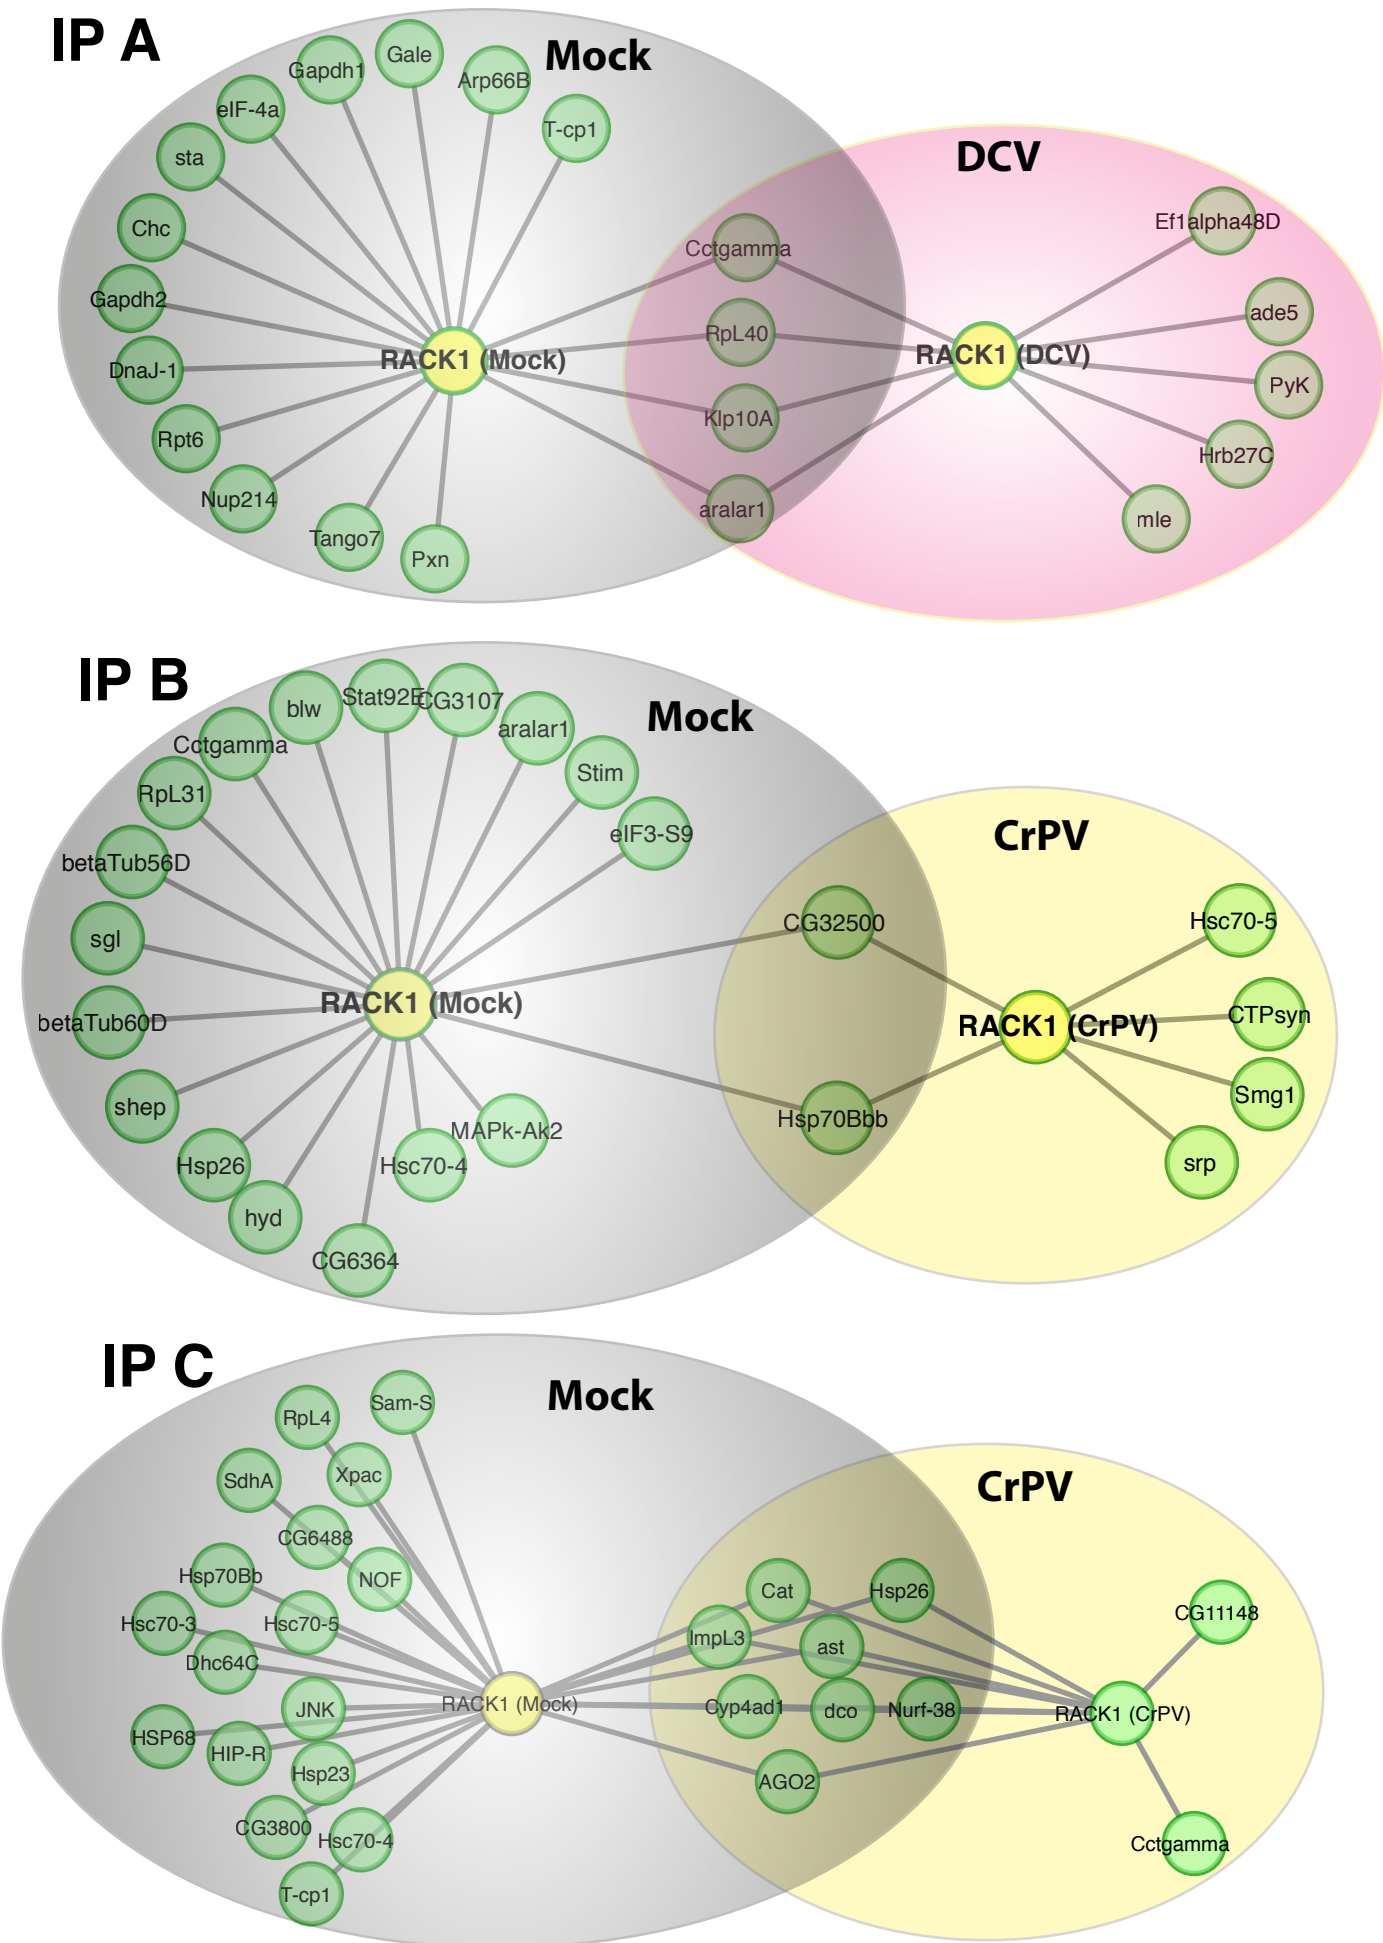 IP A
Mock
Gale
Gapdh1
Arp66B
eIF-4a
T-cp1
sta
DCV
Chc
Ef1alpha48D
Cctgamma
Gapdh2
ade5
RpL40
RACK1 (Mock)
RACK1 (DCV)
DnaJ-1
PyK
Klp10A
Rpt6
Hrb27C
Nup214
aralar1
mle
Tango7
Pxn
IP B
Stat92E
CG3107
blw
Mock
aralar1
Cctgamma
Stim
RpL31
eIF3-S9
CrPV
betaTub56D
CG32500
Hsc70-5
sgl
RACK1 (Mock)
CTPsyn
betaTub60D
RACK1 (CrPV)
Smg1
shep
Hsp70Bbb
MAPk-Ak2
Hsp26
Hsc70-4
srp
hyd
CG6364
IP C
Mock
Sam-S
RpL4
Xpac
SdhA
CrPV
CG6488
Hsp70Bb
NOF
Cat
Hsp26
Hsc70-3
Hsc70-5
CG11148
ImpL3
ast
Dhc64C
RACK1 (Mock)
JNK
Cyp4ad1
dco
Nurf-38
RACK1 (CrPV)
HSP68
HIP-R
Hsp23
AGO2
CG3800
Hsc70-4
Cctgamma
T-cp1